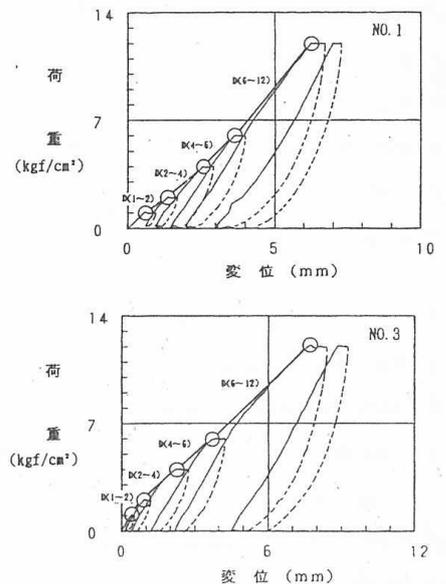 14
NO.1
荷
D(6~12)
7
重
D(4~6)
(kgf/cm²)
D(2~4)
D(1~2)
0
0
5
10
変 位 (mm)
14
NO.3
荷
D(6~12)
7
重
D(4~6)
(kgf/cm²)
D(2~4)
D(1~2)
0
0
6
12
変 位 (mm)